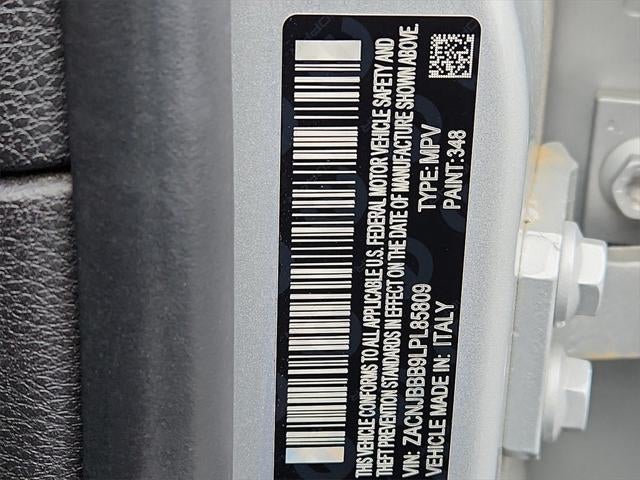 THIS VEHICLE CONFORMS TO ALL APPLICABLE U.S. FEDERAL MOTOR VEHICLE SAFETY AND
THEFT PREVENTION STANDARDS IN EFFECT ON THE DATE OF MANUFACTURE SHOWN ABOVE.
VIN: ZACNJBBB9LPL85809 TYPE: MPV
VEHICLE MADE IN: ITALY PAINT: 348